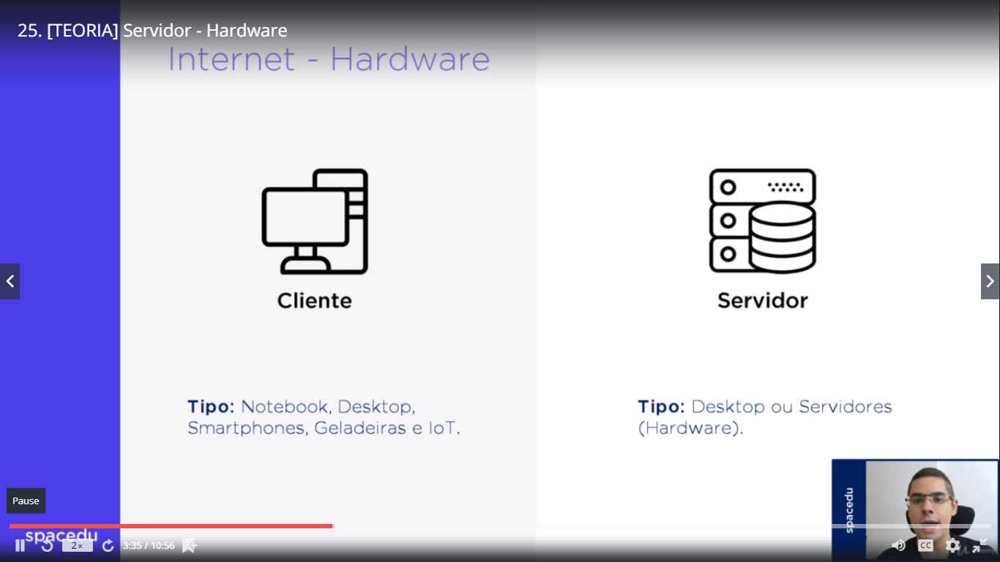 25. [TEORIA] Servidor - Hardware
Internet - Hardware
Cliente
Servidor
Tipo: Notebook, Desktop,
Smartphones, Geladeiras e IoT.
Tipo: Desktop ou Servidores
(Hardware).
spacedu
Pause
spacedu
2×
3:35 / 10:56
CC